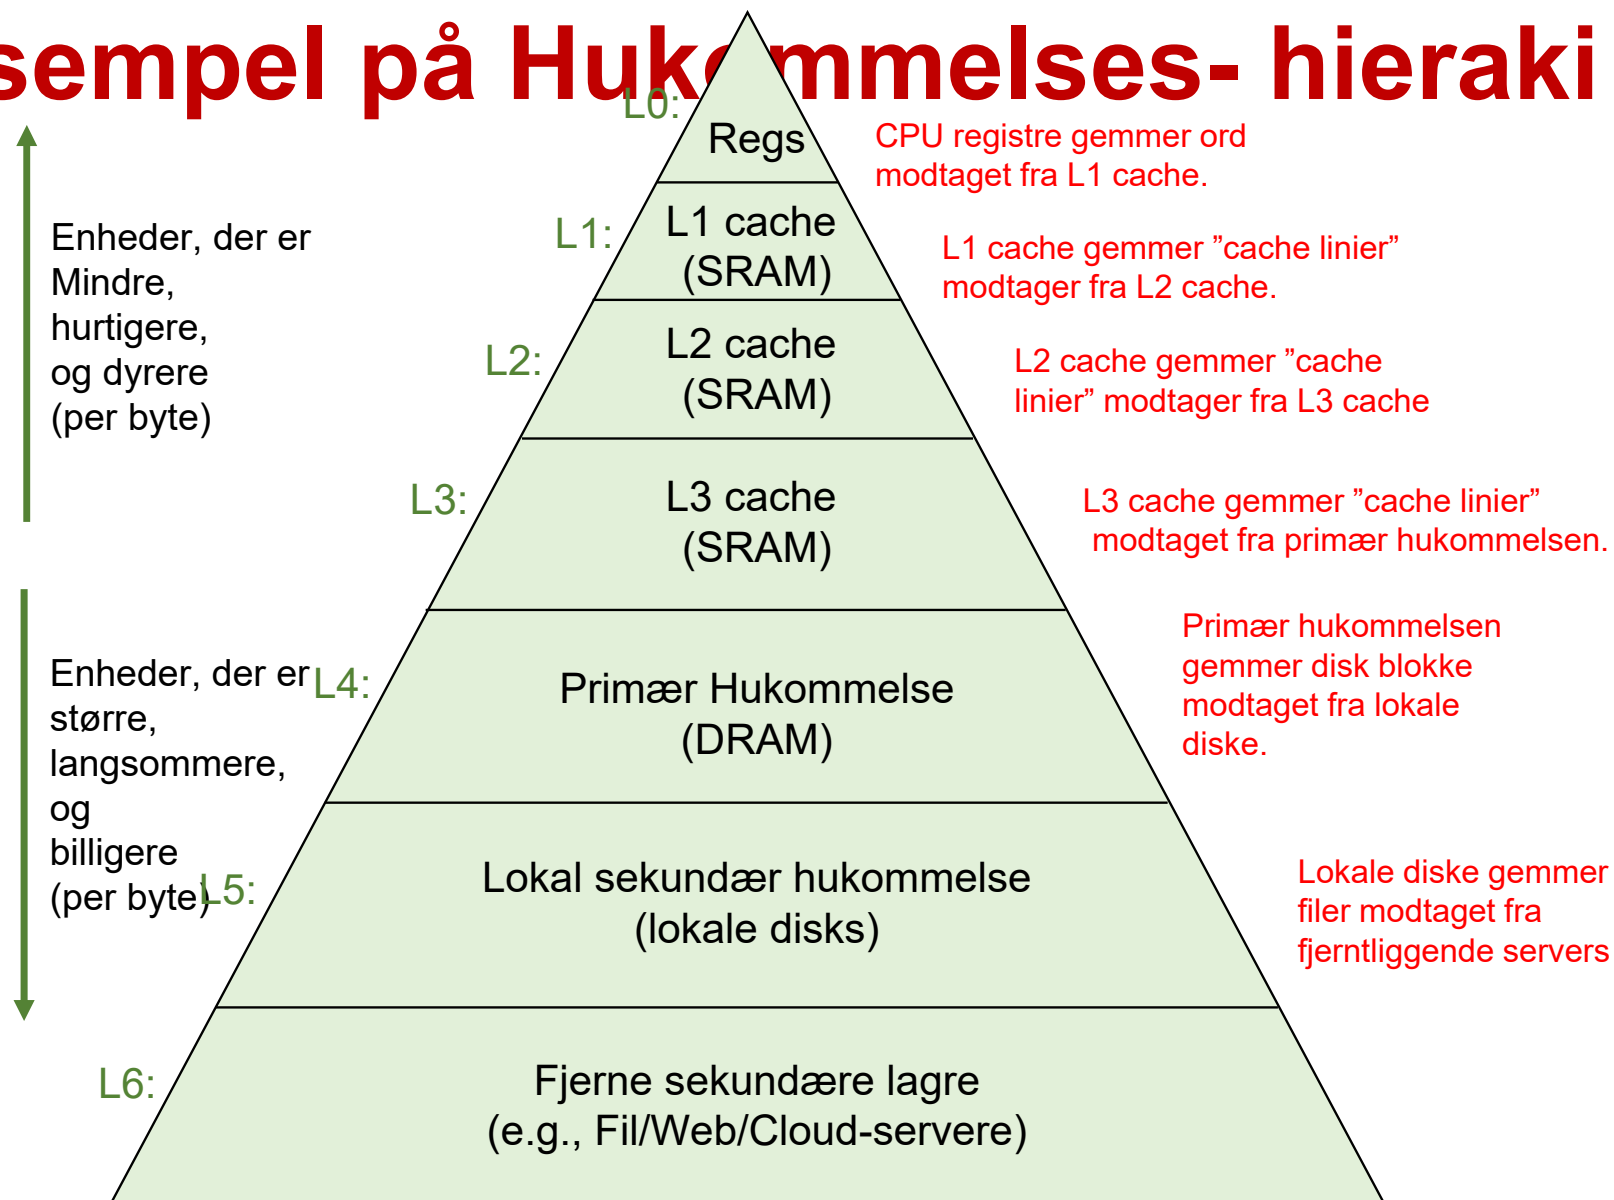 sempel på Hukommelses- hieraki
L0:
Regs
CPU registre gemmer ord
modtaget fra L1 cache.
Enheder, der er
Mindre,
hurtigere,
og dyrere
(per byte)
L1:
L1 cache
(SRAM)
L1 cache gemmer ”cache linier”
modtager fra L2 cache.
L2:
L2 cache
(SRAM)
L2 cache gemmer ”cache
linier” modtager fra L3 cache
L3:
L3 cache
(SRAM)
L3 cache gemmer ”cache linier”
modtaget fra primær hukommelsen.
Enheder, der er
større,
langsommere,
og
billigere
(per byte)
L4:
Primær Hukommelse
(DRAM)
Primær hukommelsen
gemmer disk blokke
modtaget fra lokale
diske.
L5:
Lokal sekundær hukommelse
(lokale disks)
Lokale diske gemmer
filer modtaget fra
fjerntliggende servers
L6:
Fjerne sekundære lagre
(e.g., Fil/Web/Cloud-servere)